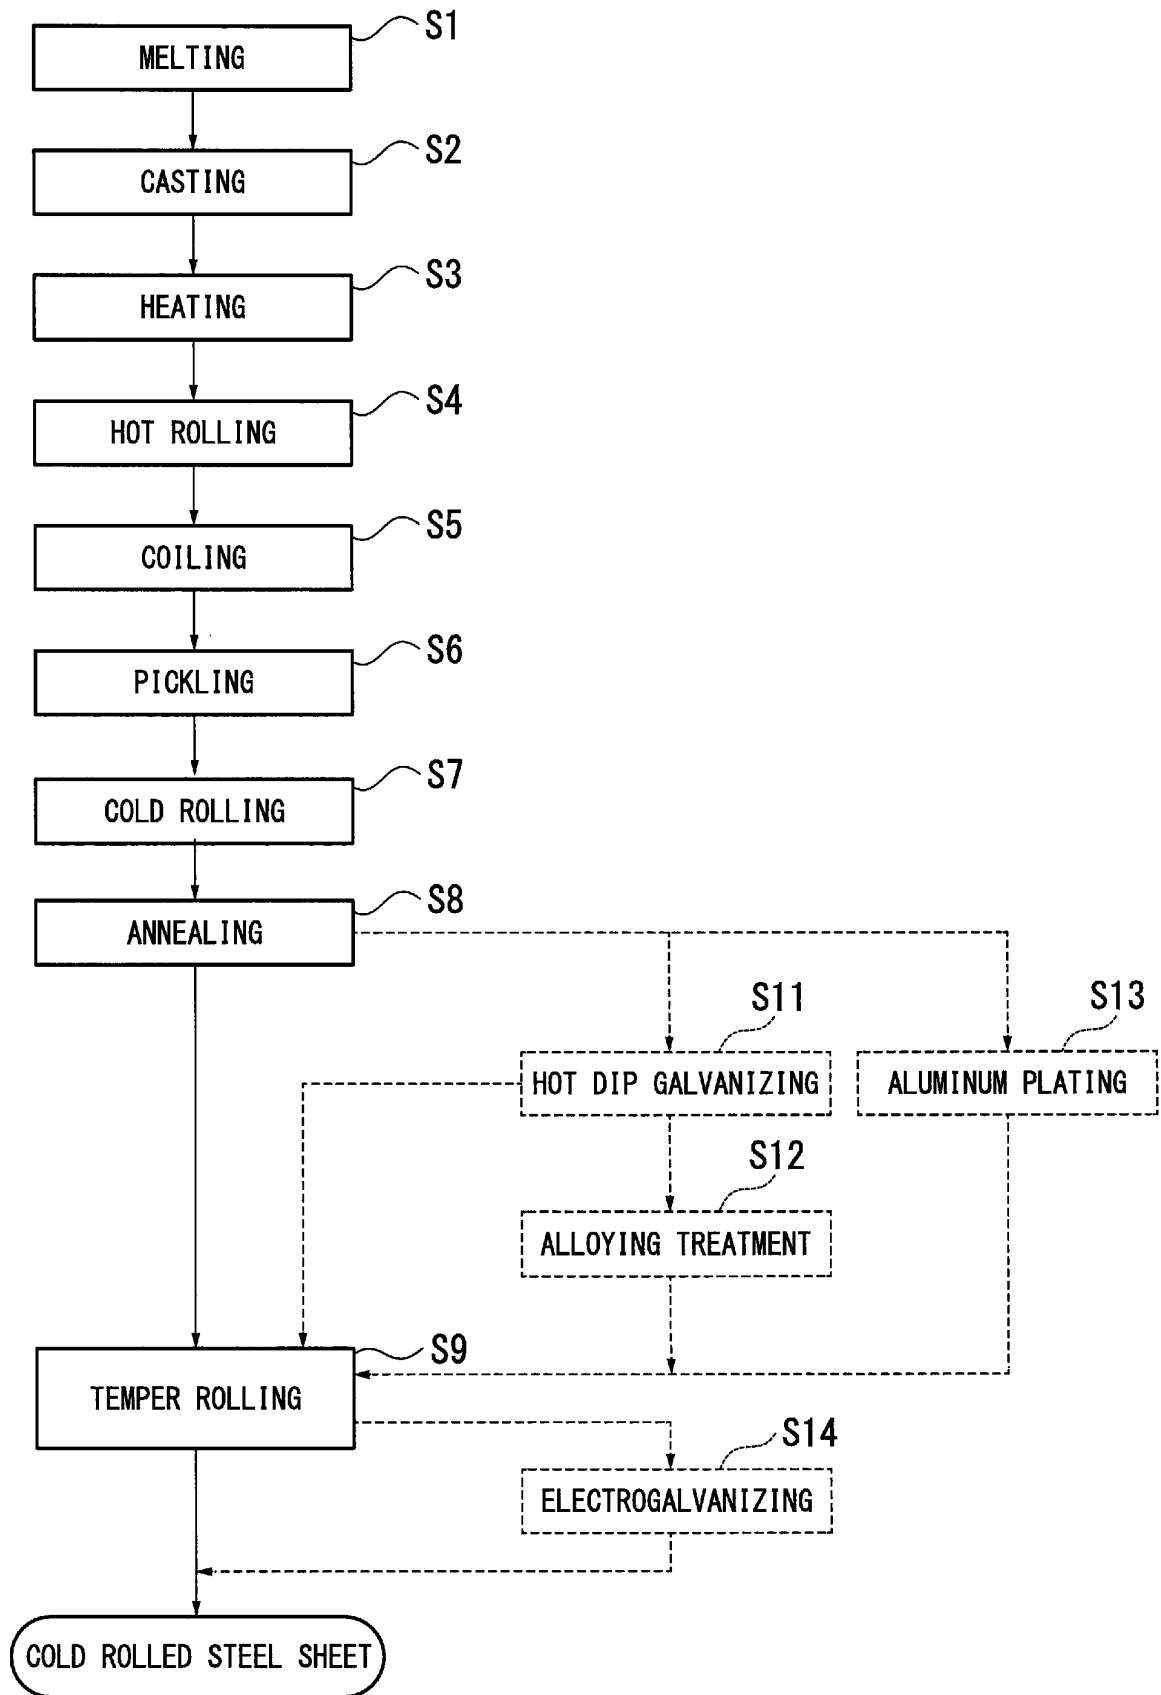 S1
MELTING
S2
CASTING
S3
HEATING
S4
HOT ROLLING
S5
COILING
S6
PICKLING
S7
COLD ROLLING
S8
ANNEALING
S11
S13
HOT DIP GALVANIZING
ALUMINUM PLATING
S12
ALLOYING TREATMENT
S9
TEMPER ROLLING
S14
ELECTROGALVANIZING
COLD ROLLED STEEL SHEET